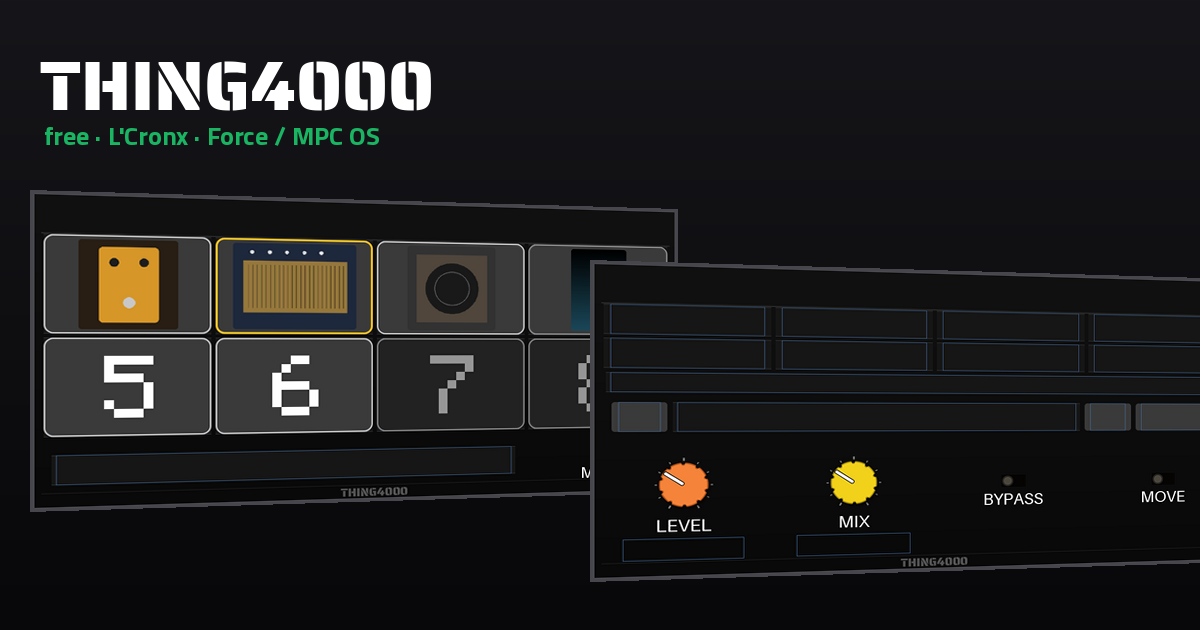 THING4000
free · L'Cronx · Force / MPC OS
5 6 7
THING4000
LEVEL MIX BYPASS MOVE
THING4000